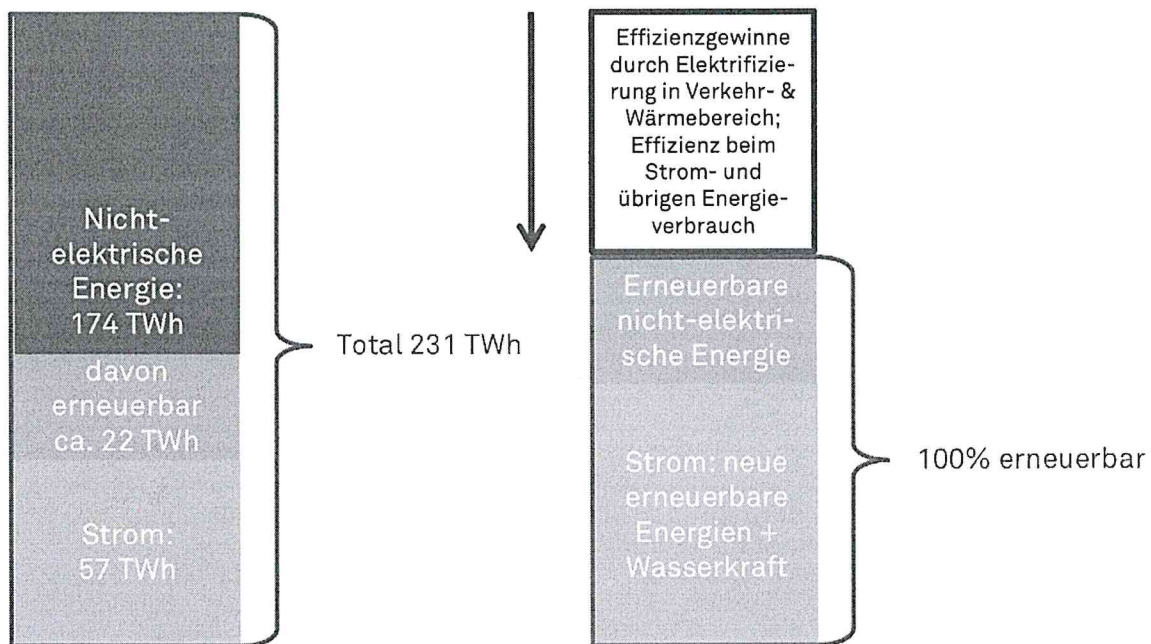 Nicht-
elektrische
Energie:
174 TWh
davon
erneuerbar
ca. 22 TWh
Strom:
57 TWh
Total 231 TWh
Effizienzgewinne
durch Elektrifizie-
rung in Verkehr- &
Wärmebereich;
Effizienz beim
Strom- und
übrigen Energie-
verbrauch
Erneuerbare
nicht-elektri-
sche Energie
Strom: neue
erneuerbare
Energien +
Wasserkraft
100% erneuerbar